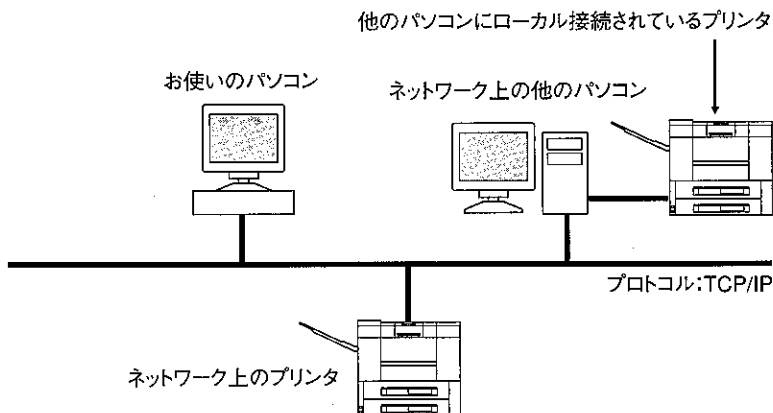 他のパソコンにローカル接続されているプリンタ
お使いのパソコン
ネットワーク上の他のパソコン
プロトコル:TCP/IP
ネットワーク上のプリンタ